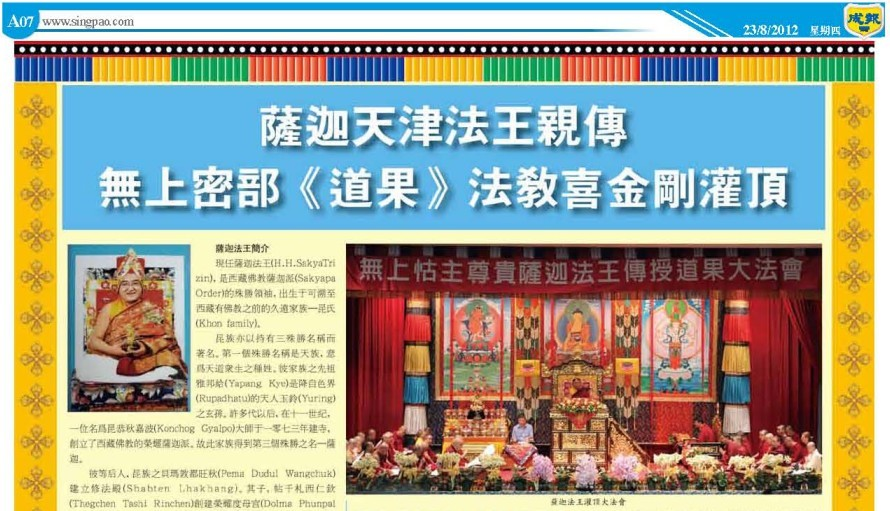 A07 www.singpao.com
23/8/2012 星期四
成報
薩迦天津法王親傳
無上密部《道果》法教喜金剛灌頂
薩迦法王簡介
現任薩迦法王(H.H.SakyaTri
zin)，是西藏佛教薩迦派(Sakyapa
Order)的殊勝領袖，出生于可溯至
西藏有佛教之前的久遠家族—昆氏
(Khon family)。
昆族亦以持有三殊勝名稱而
著名。第一個殊勝名稱是天族，意
爲天道衆生之種姓。彼家族之先祖
雅邦給(Yapang Kye)是降自色界
(Rupadhatu)的天人玉鈴(Yuring)
之玄孫。許多代以后，在十一世紀，
一位名爲昆恭秋嘉波(Konchog Gyalpo)大師于一零七三年建寺，
創立了西藏佛教的榮耀薩迦派。故此家族得到第三個殊勝之名—薩
迦。
彼等后人，昆族之貝瑪敦都旺秋(Pema Dudul Wangchuk)
建立修法殿(Shabten Lhakhang)。其子，帖千札西仁欽
(Thegchen Tashi Rinchen)創建榮耀度母宮(Dolma Phunpal
無上怙主尊貴薩迦法王傳授道果大法會
薩迦法王灌頂大法會